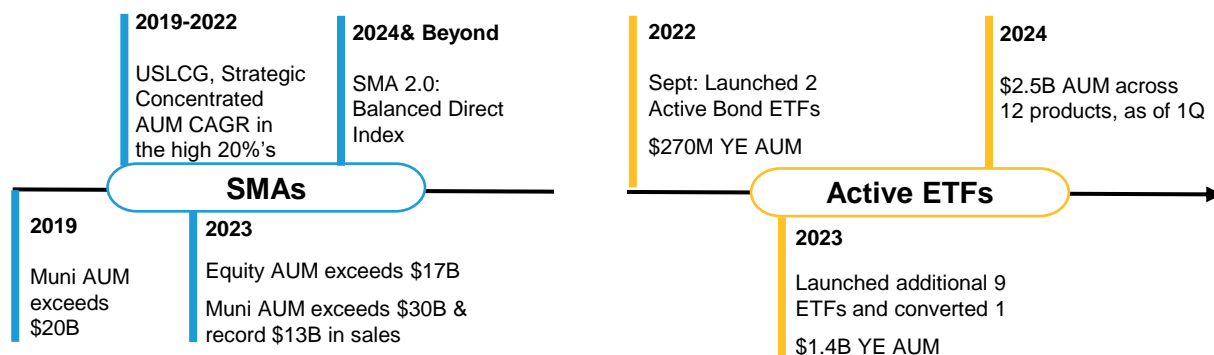 2019-2022
USLCG, Strategic
Concentrated
AUM CAGR in
the high 20%'s
2024& Beyond
SMA 2.0:
Balanced Direct
Index
SMAs
2019
Muni AUM
exceeds
$20B
2023
Equity AUM exceeds $17B
Muni AUM exceeds $30B &
record $13B in sales
2022
Sept: Launched 2
Active Bond ETFs
$270M YE AUM
2024
$2.5B AUM across
12 products, as of 1Q
Active ETFs
2023
Launched additional 9
ETFs and converted 1
$1.4B YE AUM